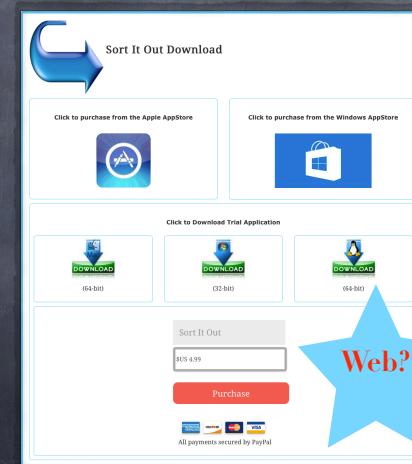 Sort It Out Download
Click to purchase from the Apple AppStore
Click to purchase from the Windows AppStore
Click to Download Trial Application
DOWNLOAD
DOWNLOAD
DOWNLOAD
(64-bit)
(32-bit)
(64-bit)
Sort It Out
$US 4.99
Web?
Purchase
VISA
All payments secured by PayPal